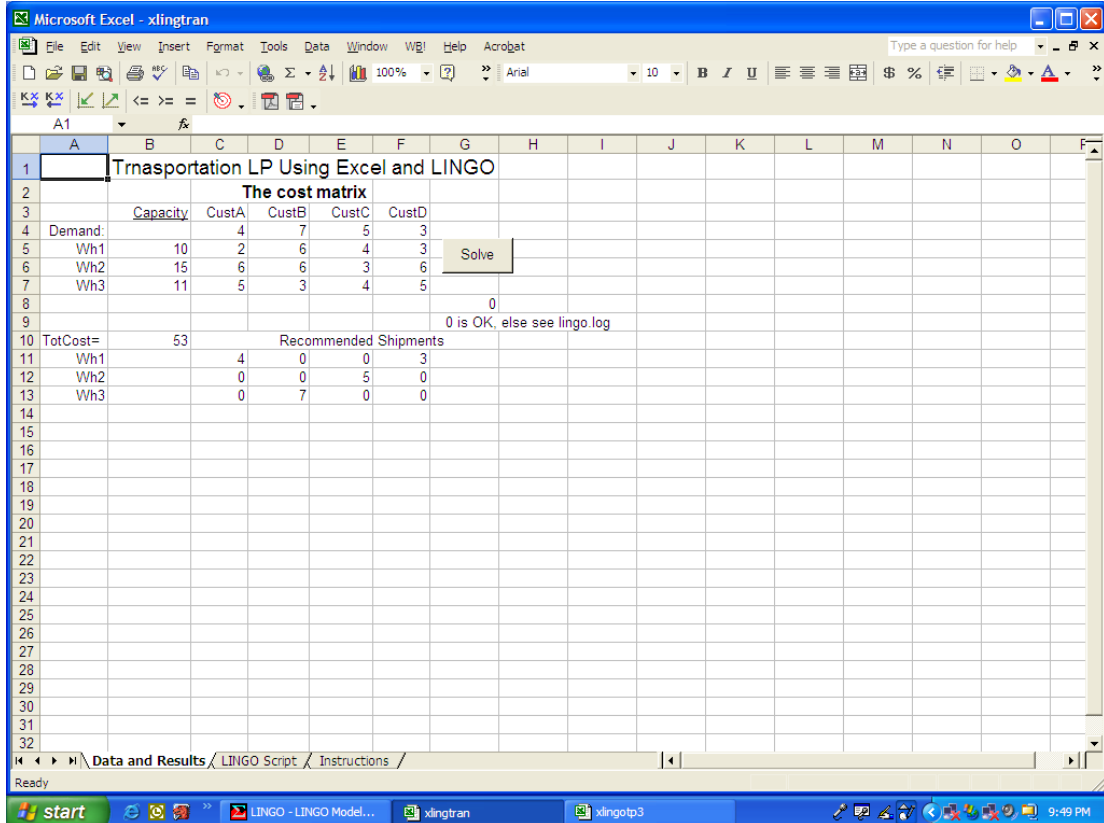 Microsoft Excel - xlingtran
File Edit View Insert Format Tools Data Window WB! Help Acrobat Type a question for help
100% Arial 10 B I U $ %
<= >= =
A1 fx
A B C D E F G H I J K L M N O
1 Trnasportation LP Using Excel and LINGO
2 The cost matrix
3 Capacity CustA CustB CustC CustD
4 Demand: 4 7 5 3
5 Wh1 10 2 6 4 3 Solve
6 Wh2 15 6 6 3 6
7 Wh3 11 5 3 4 5
8 0
9 0 is OK, else see lingo.log
10 TotCost= 53 Recommended Shipments
11 Wh1 4 0 0 3
12 Wh2 0 0 5 0
13 Wh3 0 7 0 0
14
15
16
17
18
19
20
21
22
23
24
25
26
27
28
29
30
31
32
Data and Results LINGO Script Instructions
Ready
start LINGO - LINGO Model... xlingtran xlingotp3 9:49 PM